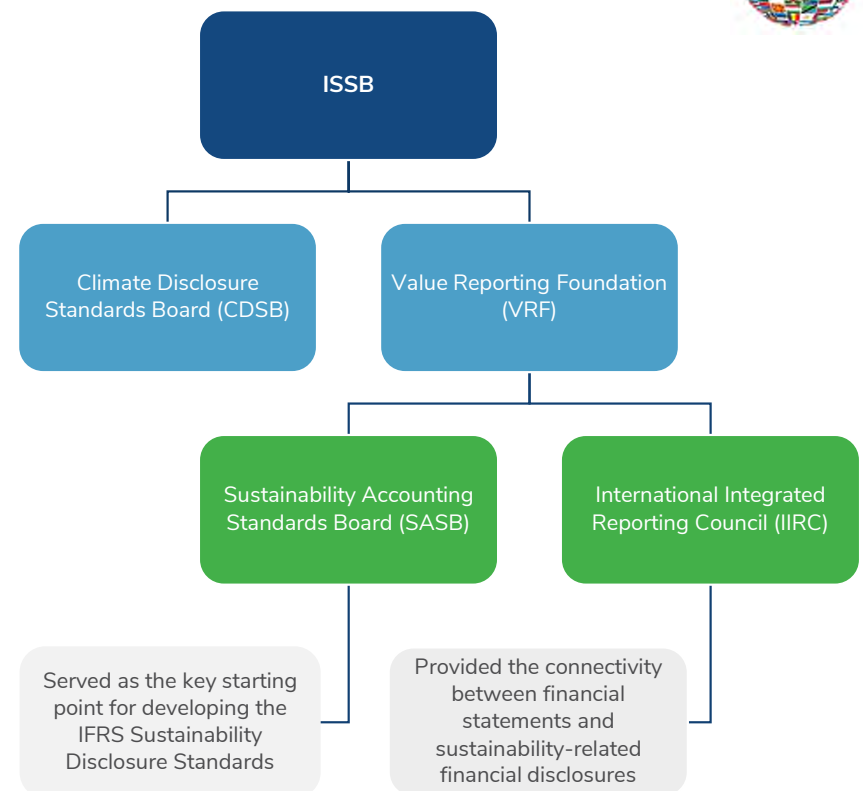 ISSB
Climate Disclosure
Standards Board (CDSB)
Value Reporting Foundation
(VRF)
Sustainability Accounting
Standards Board (SASB)
International Integrated
Reporting Council (IIRC)
Served as the key starting
point for developing the
IFRS Sustainability
Disclosure Standards
Provided the connectivity
between financial
statements and
sustainability-related
financial disclosures